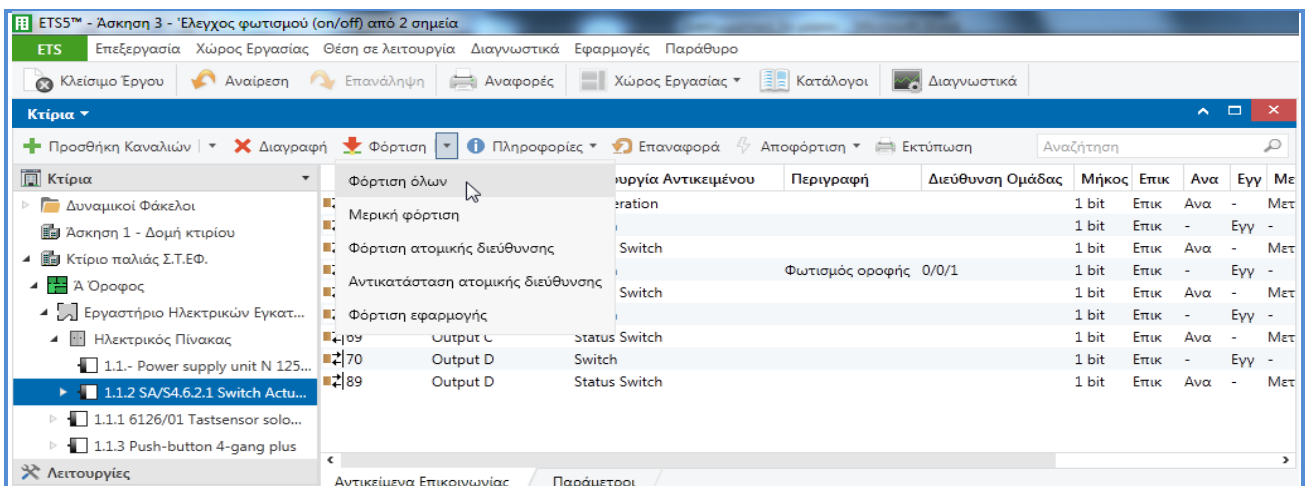 ETS5™ - Άσκηση 3 - Έλεγχος φωτισμού (on/off) από 2 σημεία
ETS Επεξεργασία Χώρος Εργασίας Θέση σε λειτουργία Διαγνωστικά Εφαρμογές Παράθυρο
Κλείσιμο Έργου Αναίρεση Επανάληψη Αναφορές Χώρος Εργασίας Κατάλογοι Διαγνωστικά
Κτίρια
Προσθήκη Καναλιών Διαγραφή Φόρτιση Πληροφορίες Επαναφορά Αποφόρτιση Εκτύπωση Αναζήτηση
Κτίρια
Δυναμικοί Φάκελοι
Άσκηση 1 - Δομή κτιρίου
Κτίριο παλιάς Σ.Τ.ΕΦ.
Ά Όροφος
Εργαστήριο Ηλεκτρικών Εγκατ...
Ηλεκτρικός Πίνακας
1.1.- Power supply unit N 125...
1.1.2 SA/S4.6.2.1 Switch Actu...
1.1.1 6126/01 Tastsensor solo...
1.1.3 Push-button 4-gang plus
Λειτουργίες
Φόρτιση όλων
Μερική φόρτιση
Φόρτιση ατομικής διεύθυνσης
Αντικατάσταση ατομικής διεύθυνσης
Φόρτιση εφαρμογής
υργία Αντικειμένου Περιγραφή Διεύθυνση Ομάδας Μήκος Επικ Ανα Εγγ Με
eration 1 bit Επικ Ανα - Μετ
1 bit Επικ - Εγγ -
Switch 1 bit Επικ Ανα - Μετ
Φωτισμός οροφής 0/0/1 1 bit Επικ - Εγγ -
Switch 1 bit Επικ Ανα - Μετ
1 bit Επικ - Εγγ -
69 Output C Status Switch 1 bit Επικ Ανα - Μετ
70 Output D Switch 1 bit Επικ - Εγγ -
89 Output D Status Switch 1 bit Επικ Ανα - Μετ
Αντικείμενα Επικοινωνίας Παράμετροι